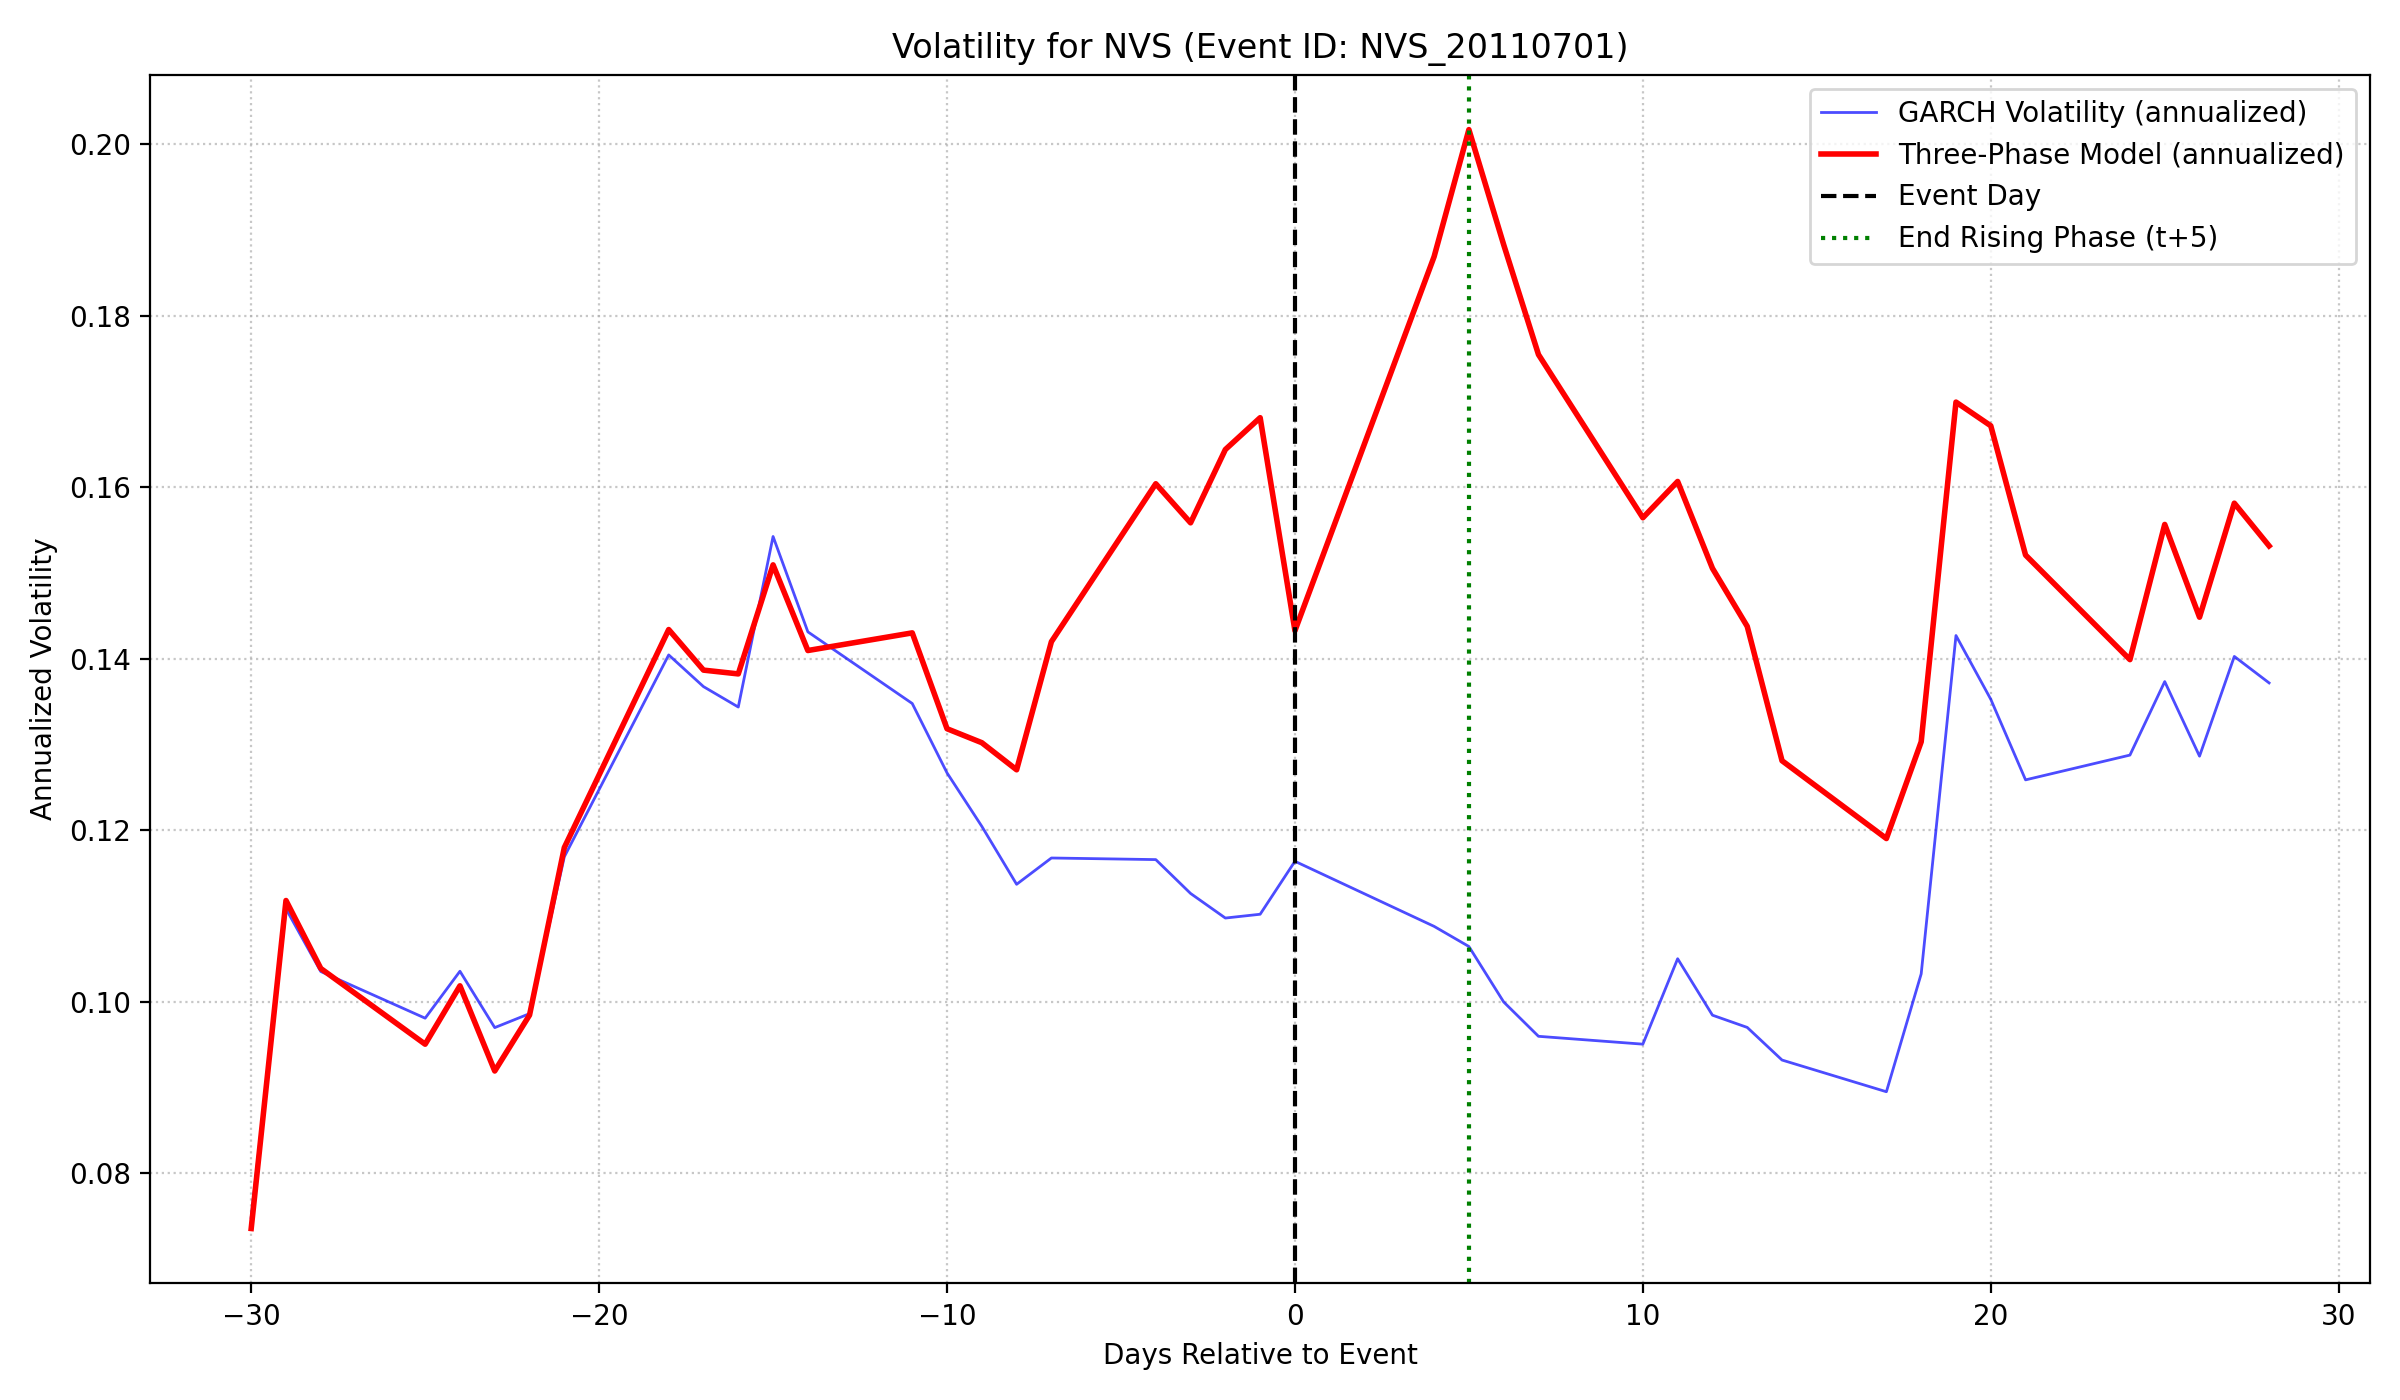 Volatility for NVS (Event ID: NVS_20110701)
GARCH Volatility (annualized)
Three-Phase Model (annualized)
Event Day
End Rising Phase (t+5)
Annualized Volatility
0.20
0.18
0.16
0.14
0.12
0.10
0.08
−30 −20 −10 0 10 20 30
Days Relative to Event